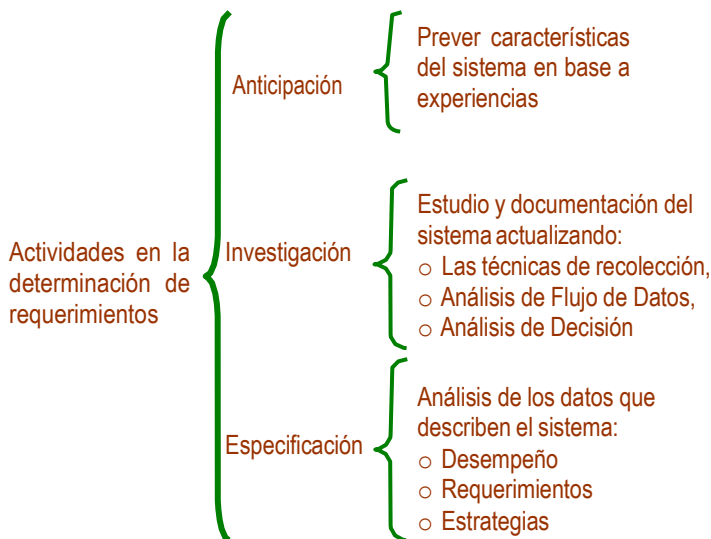 Actividades en la
determinación de
requerimientos
Anticipación
Prever características
del sistema en base a
experiencias
Investigación
Estudio y documentación del
sistema actualizando:
o Las técnicas de recolección,
o Análisis de Flujo de Datos,
o Análisis de Decisión
Especificación
Análisis de los datos que
describen el sistema:
o Desempeño
o Requerimientos
o Estrategias